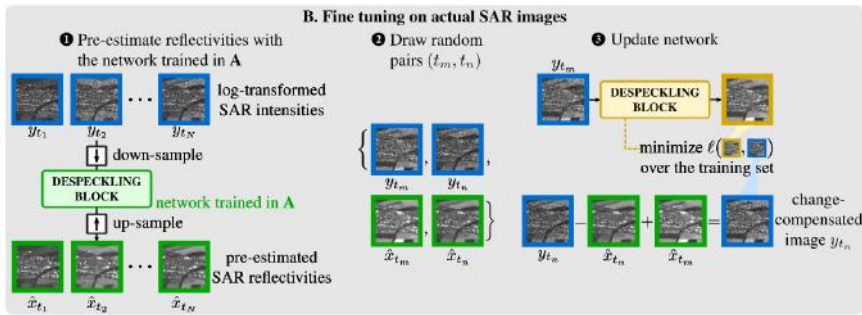 B. Fine tuning on actual SAR images
❶ Pre-estimate reflectivities with
the network trained in A
log-transformed
SAR intensities
y_{t_1} y_{t_2} ··· y_{t_N}
down-sample
DESPECKLING
BLOCK
network trained in A
up-sample
pre-estimated
SAR reflectivities
x̂_{t_1} x̂_{t_2} ··· x̂_{t_N}
❷ Draw random
pairs (t_m, t_n)
{ , ,
y_{t_m} y_{t_n}
, }
x̂_{t_m} x̂_{t_n}
❸ Update network
y_{t_m}
DESPECKLING
BLOCK
minimize ℓ( , )
over the training set
− + =
change-
compensated
image y_{t_n}
y_{t_n} x̂_{t_n} x̂_{t_m}